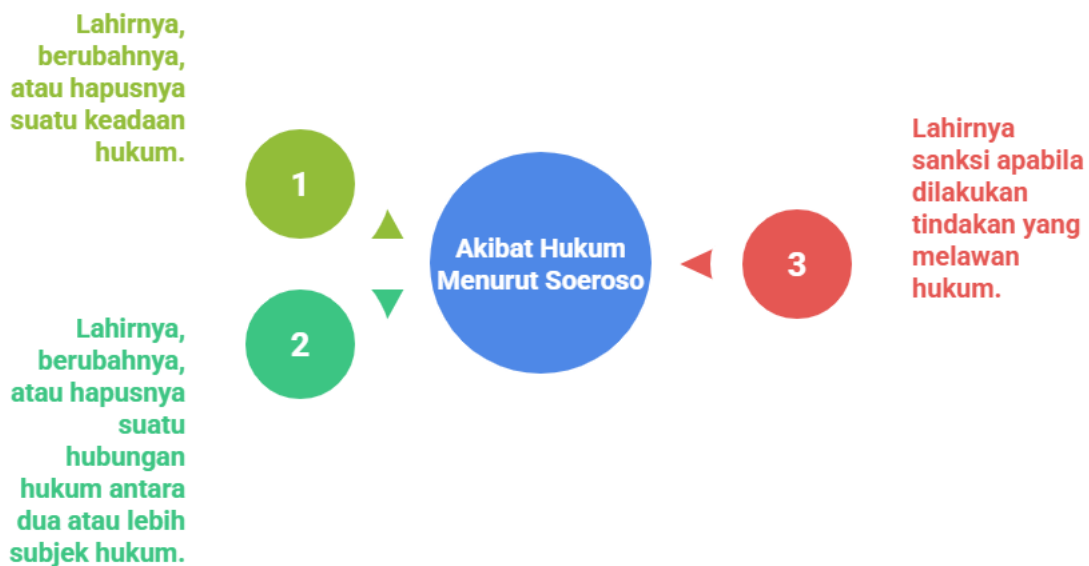 Lahirnya,
berubahnya,
atau hapusnya
suatu keadaan
hukum.
1
Akibat Hukum
Menurut Soeroso
2
Lahirnya,
berubahnya,
atau hapusnya
suatu
hubungan
hukum antara
dua atau lebih
subjek hukum.
3
Lahirnya
sanksi apabila
dilakukan
tindakan yang
melawan
hukum.